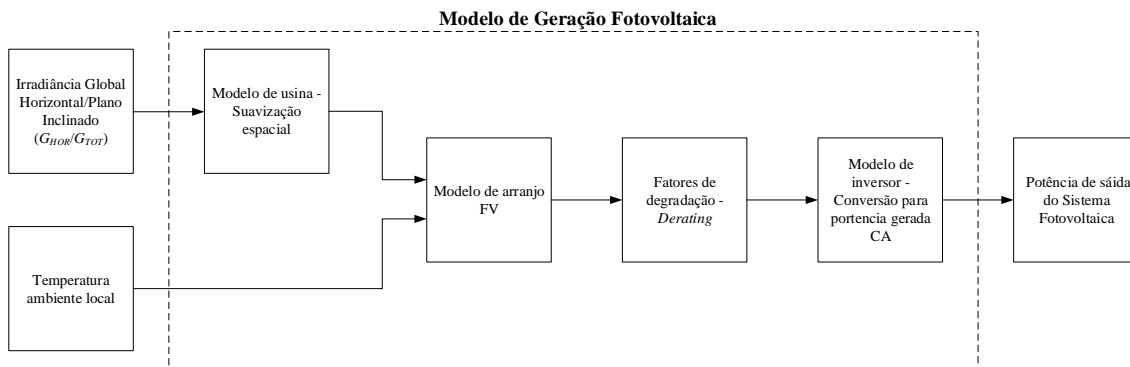 Modelo de Geração Fotovoltaica
Irradiância Global
Horizontal/Plano
Inclinado
(G_HOR/G_TOT)
Modelo de usina -
Suavização
espacial
Temperatura
ambiente local
Modelo de arranjo
FV
Fatores de
degradação -
Derating
Modelo de
inversor -
Conversão para
portencia gerada
CA
Potência de sáida
do Sistema
Fotovoltaica